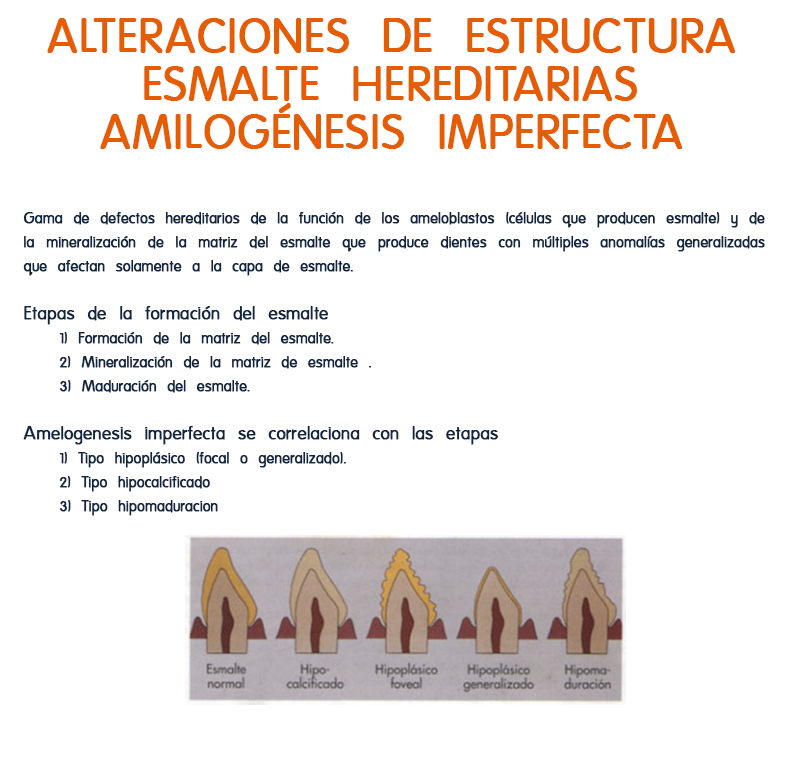 ALTERACIONES DE ESTRUCTURA
ESMALTE HEREDITARIAS
AMILOGÉNESIS IMPERFECTA
Gama de defectos hereditarios de la función de los ameloblastos (células que producen esmalte) y de
la mineralización de la matriz del esmalte que produce dientes con múltiples anomalías generalizadas
que afectan solamente a la capa de esmalte.
Etapas de la formación del esmalte
1) Formación de la matriz del esmalte.
2) Mineralización de la matriz de esmalte .
3) Maduración del esmalte.
Amelogenesis imperfecta se correlaciona con las etapas
1) Tipo hipoplásico (focal o generalizado).
2) Tipo hipocalcificado
3) Tipo hipomaduracion
Esmalte
normal
Hipo-
calcificado
Hipoplásico
foveal
Hipoplásico
generalizado
Hipoma-
duración